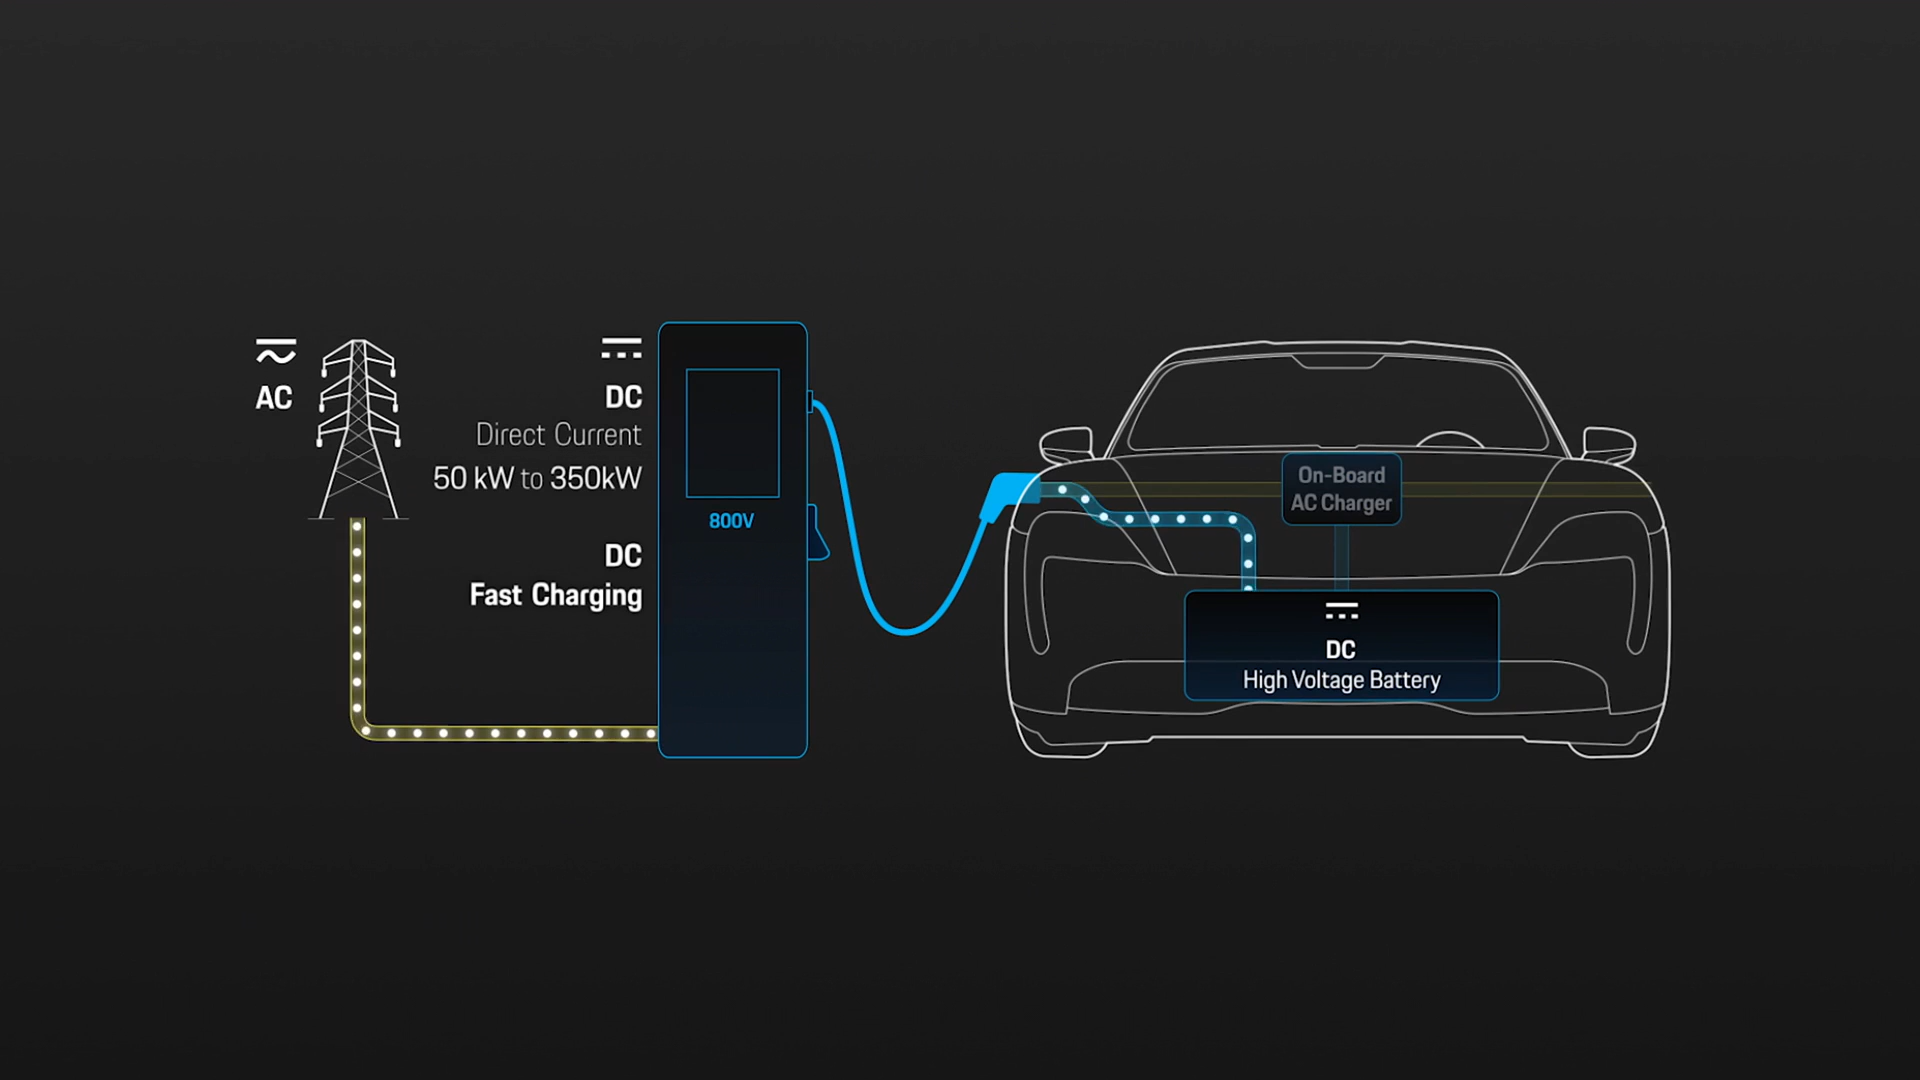 AC
DC
Direct Current
50 kW to 350kW
DC
Fast Charging
800V
On-Board
AC Charger
DC
High Voltage Battery